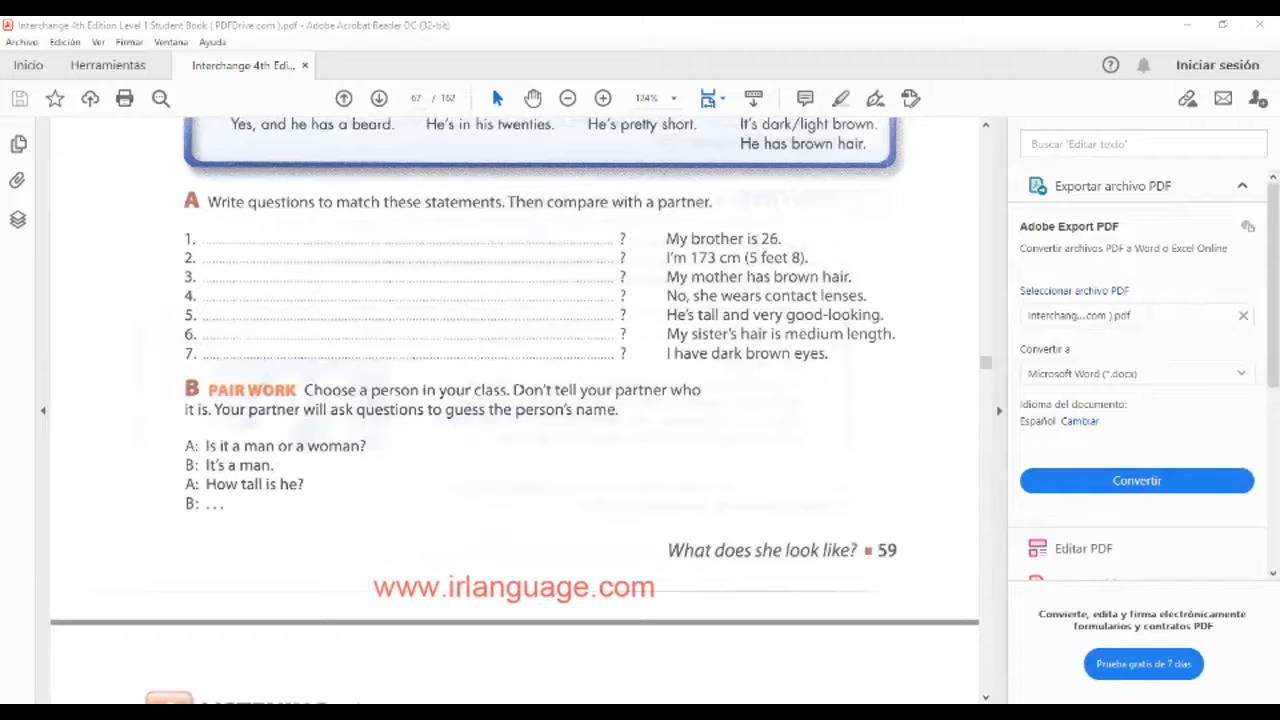 Interchange 4th Edition Level 1 Student Book ( PDFDrive.com ).pdf - Adobe Acrobat Reader DC (32-bit)
Archivo Edición Ver Firmar Ventana Ayuda
Inicio Herramientas Interchange 4th Edi... × Iniciar sesión
67 / 162 124%
Yes, and he has a beard. He's in his twenties. He's pretty short. It's dark/light brown.
He has brown hair.
A Write questions to match these statements. Then compare with a partner.
1. ........ ? My brother is 26.
2. ........ ? I'm 173 cm (5 feet 8).
3. ........ ? My mother has brown hair.
4. ........ ? No, she wears contact lenses.
5. ........ ? He's tall and very good-looking.
6. ........ ? My sister's hair is medium length.
7. ........ ? I have dark brown eyes.
B PAIR WORK Choose a person in your class. Don't tell your partner who
it is. Your partner will ask questions to guess the person's name.
A: Is it a man or a woman?
B: It's a man.
A: How tall is he?
B: . . .
What does she look like? ■ 59
www.irlanguage.com
Buscar "Editar texto"
Exportar archivo PDF
Adobe Export PDF
Convertir archivos PDF a Word o Excel Online
Seleccionar archivo PDF
Interchang...com ).pdf
Convertir a
Microsoft Word (*.docx)
Idioma del documento:
Español Cambiar
Convertir
Editar PDF
Convierte, edita y firma electrónicamente
formularios y contratos PDF
Prueba gratis de 7 días